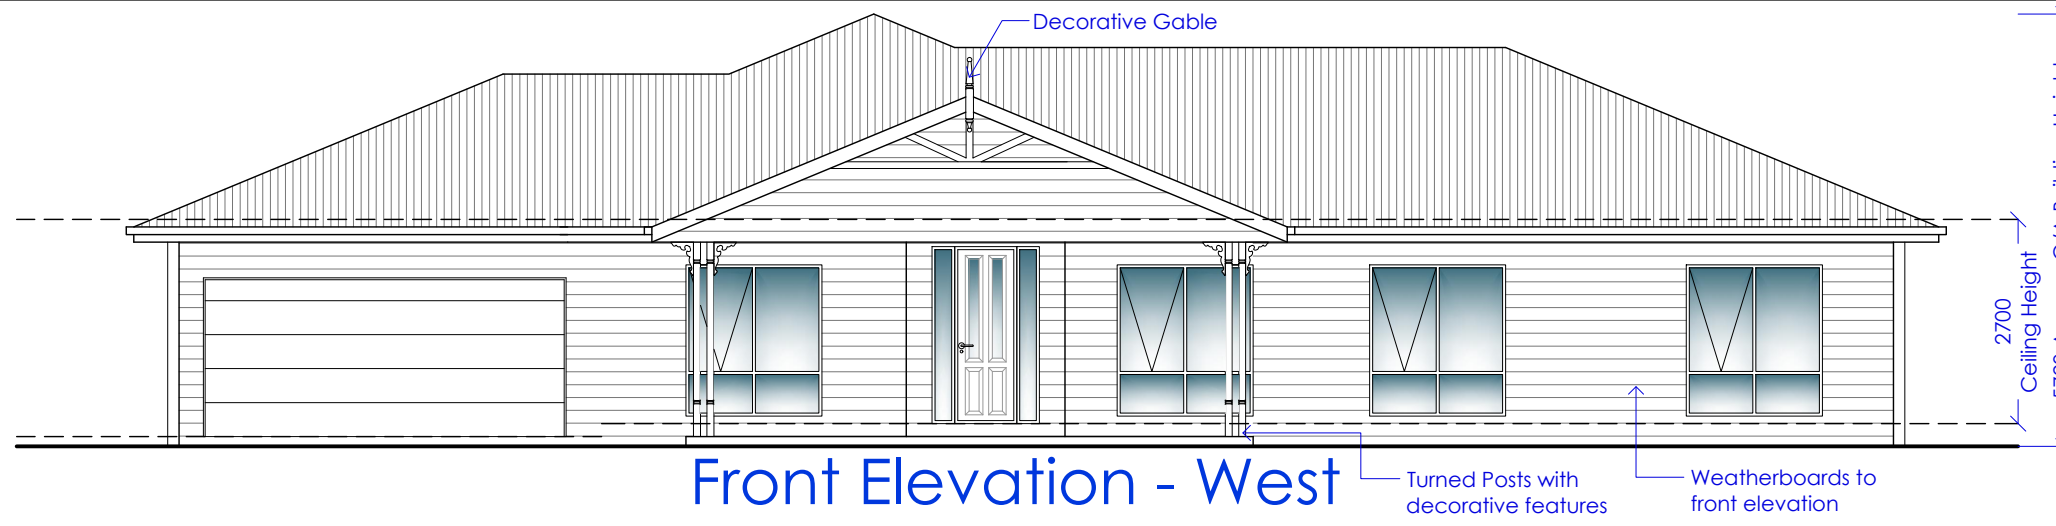 Decorative Gable
2700
Ceiling Height
Front Elevation - West
Turned Posts with
decorative features
Weatherboards to
front elevation